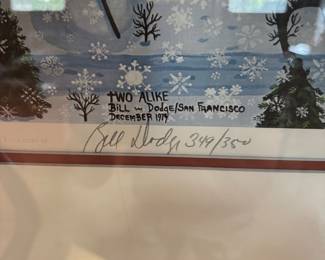 TWO ALIKE
BILL W DODGE/SAN FRANCISCO
DECEMBER 1979
Bill Dodge 349/350